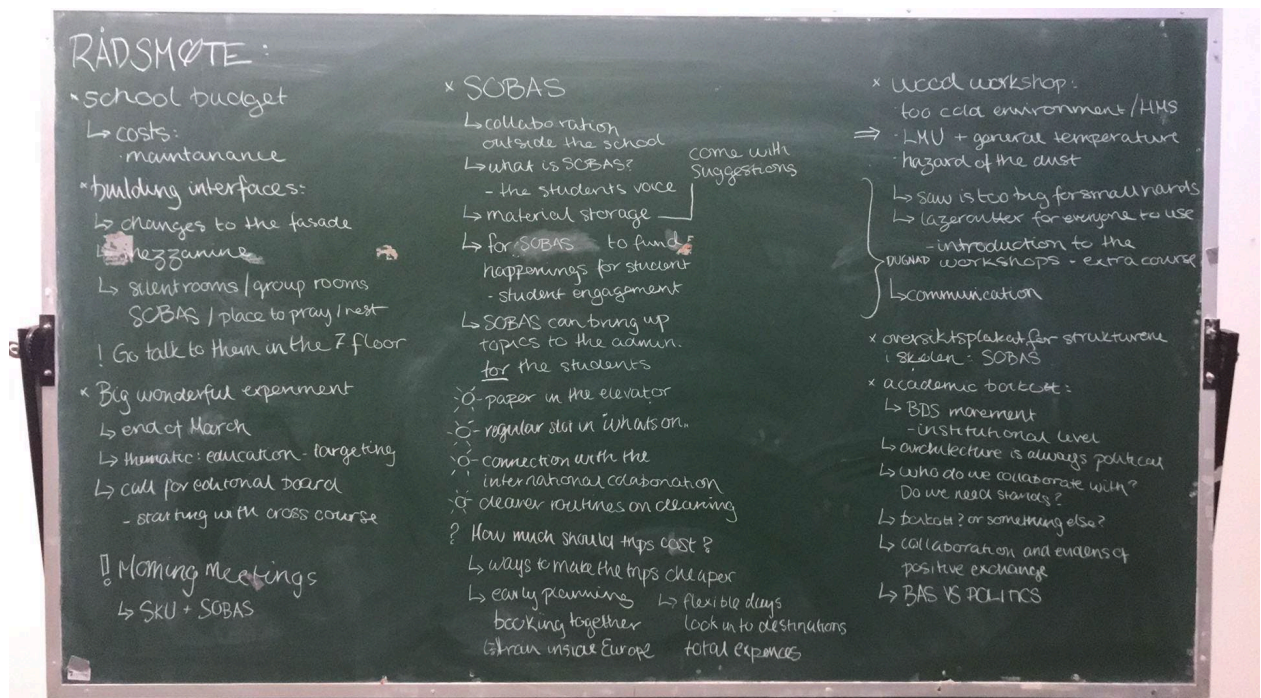 RÅDSMØTE:
× school budget
↳ costs:
· maintanance
× building interfaces:
↳ changes to the fasade
↳ mezzanine
↳ silent rooms / group rooms
SOBAS / place to pray / rest
! Go talk to them in the 7 floor
× Big wonderful experiment
↳ end of March
↳ thematic: education - targeting
↳ call for editorial board
- starting with cross course
! Morning Meetings
↳ SKU + SOBAS
× SOBAS
↳ collaboration
outside the school
↳ what is SOBAS?
- the students voice
↳ material storage
come with
suggestions
↳ for SOBAS to fund
happenings for student
- student engagement
↳ SOBAS can bring up
topics to the admin.
for the students
- paper in the elevator
- regular slot in whats on..
- connection with the
international colaboration
- clearer routines on cleaning
? How much should trips cost?
↳ ways to make the trips cheaper
↳ early planning
booking together
train inside Europe
↳ flexible days
look in to destinations
total expences
× wood workshop:
· too cold environment / HMS
⇒ · LMU + general temperature
· hazard of the dust
↳ saw is too big for small hands
↳ lazercutter for everyone to use
- introduction to the
DUGNAD workshops - extra course
↳ communication
× oversiktsplakat for strukturene
i skolen: SOBAS
× academic boikott:
↳ BDS movement
- institutional level
↳ architecture is always political
↳ who do we collaborate with?
Do we need stands?
↳ boikott? or something else?
↳ collaboration and evidens of
positive exchange
↳ BAS VS POLITICS